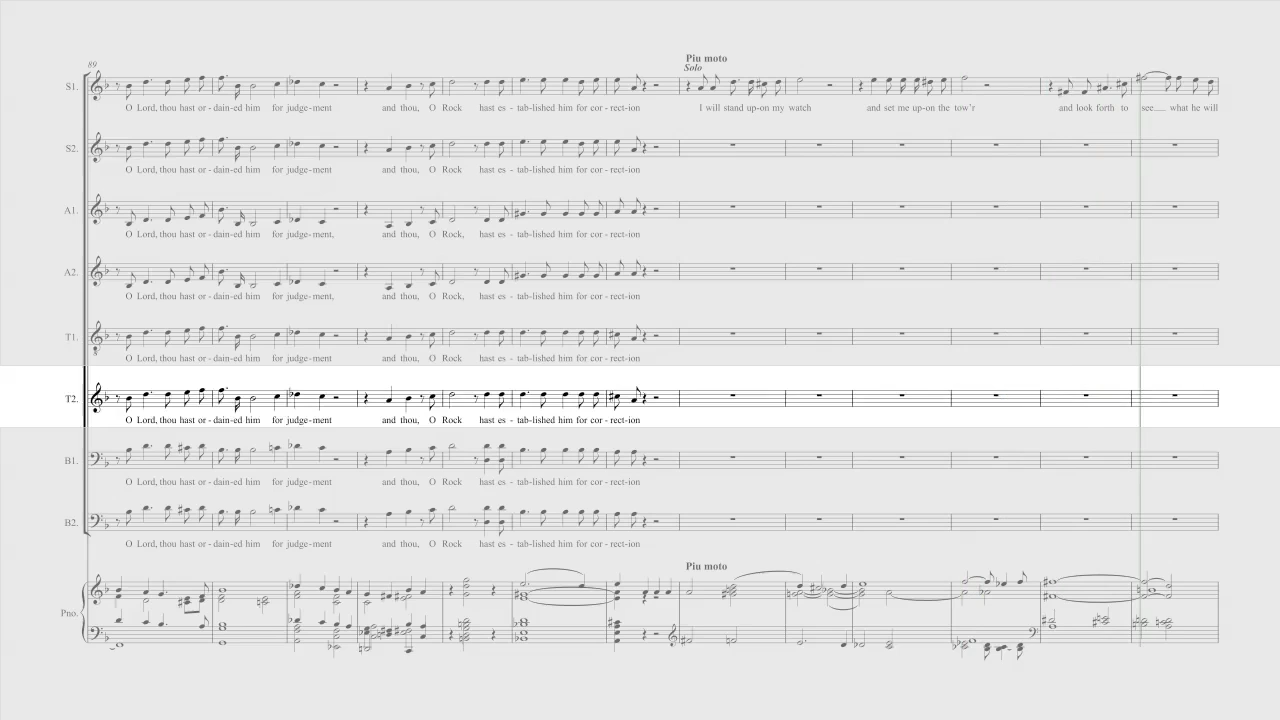 89
Piu moto
Solo
S1.
O Lord, thou hast or - dain-ed him for judge-ment and thou, O Rock hast es - tab-lished him for cor - rect-ion I will stand up-on my watch and set me up-on the tow'r and look forth to see__ what he will
S2.
O Lord, thou hast or - dain-ed him for judge-ment and thou, O Rock hast es - tab-lished him for cor - rect-ion
A1.
O Lord, thou hast or - dain-ed him for judge-ment, and thou, O Rock, hast es - tab-lished him for cor - rect-ion
A2.
O Lord, thou hast or - dain-ed him for judge-ment, and thou, O Rock, hast es - tab-lished him for cor - rect-ion
T1.
O Lord, thou hast or - dain-ed him for judge-ment and thou, O Rock hast es - tab-lished him for cor - rect-ion
T2.
O Lord, thou hast or - dain-ed him for judge-ment and thou, O Rock hast es - tab-lished him for cor - rect-ion
B1.
O Lord, thou hast or - dain-ed him for judge-ment and thou, O Rock hast es - tab-lished him for cor - rect-ion
B2.
O Lord, thou hast or - dain-ed him for judge-ment and thou, O Rock hast es - tab-lished him for cor - rect-ion
Piu moto
Pno.